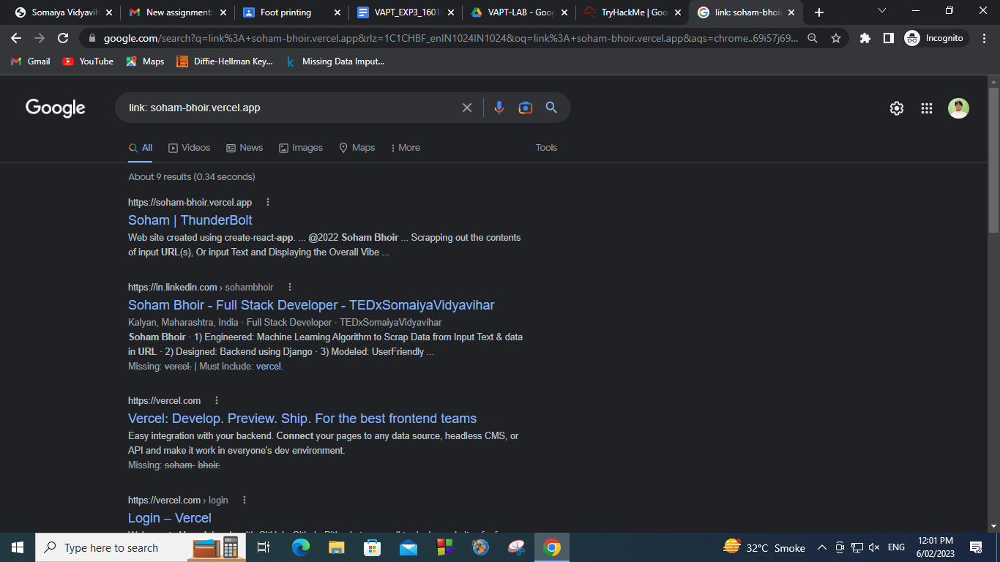 Somaiya Vidyavih
New assignment:
Foot printing
VAPT_EXP3_1601
VAPT-LAB - Goog
TryHackMe | Goo
link: soham-bhoi
google.com/search?q=link%3A+soham-bhoir.vercel.app&rlz=1C1CHBF_enIN1024IN1024&oq=link%3A+soham-bhoir.vercel.app&aqs=chrome..69i57j69...
Incognito
Gmail
YouTube
Maps
Diffie-Hellman Key...
Missing Data Imput...
Google
link: soham-bhoir.vercel.app
All
Videos
News
Images
Maps
More
Tools
About 9 results (0.34 seconds)
https://soham-bhoir.vercel.app
Soham | ThunderBolt
Web site created using create-react-app. ... @2022 Soham Bhoir ... Scrapping out the contents
of input URL(s), Or input Text and Displaying the Overall Vibe ...
https://in.linkedin.com › sohambhoir
Soham Bhoir - Full Stack Developer - TEDxSomaiyaVidyavihar
Kalyan, Maharashtra, India · Full Stack Developer · TEDxSomaiyaVidyavihar
Soham Bhoir · 1) Engineered: Machine Learning Algorithm to Scrap Data from Input Text & data
in URL · 2) Designed: Backend using Django · 3) Modeled: UserFriendly ...
Missing: vercel. | Must include: vercel.
https://vercel.com
Vercel: Develop. Preview. Ship. For the best frontend teams
Easy integration with your backend. Connect your pages to any data source, headless CMS, or
API and make it work in everyone's dev environment.
Missing: soham- bhoir.
https://vercel.com › login
Login – Vercel
Type here to search
32°C Smoke
ENG
12:01 PM
6/02/2023